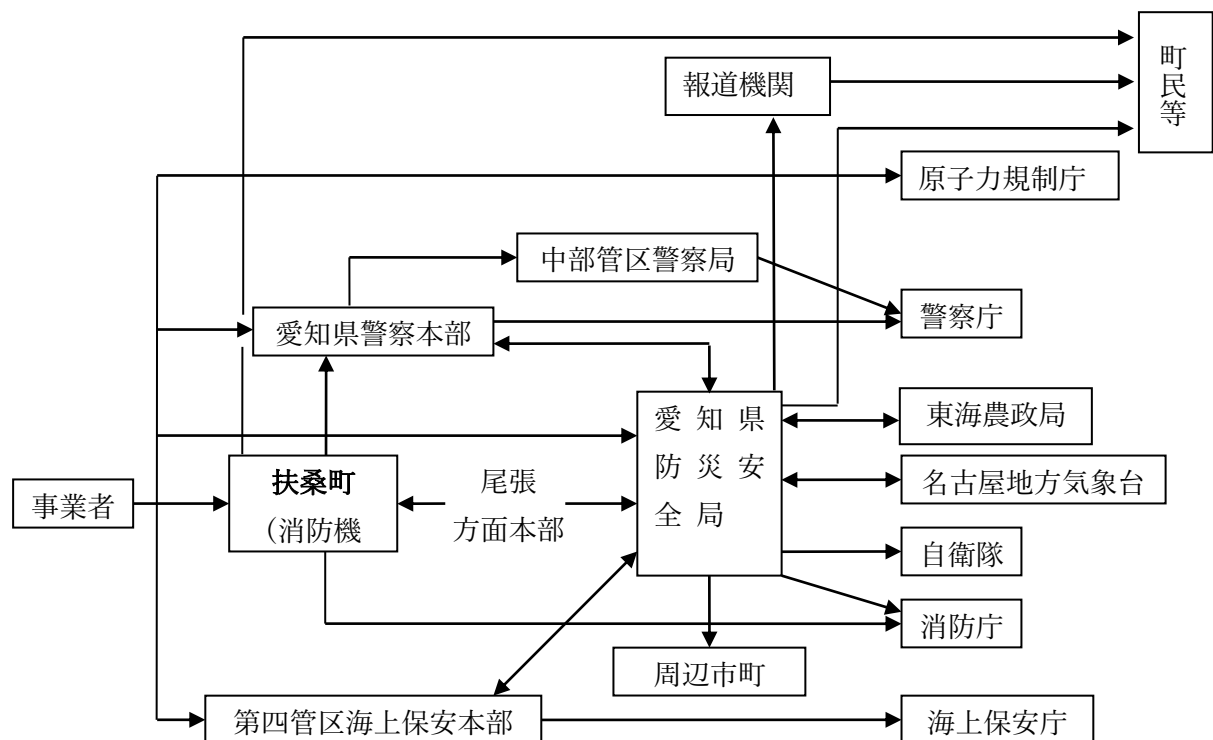 町民等
報道機関
原子力規制庁
中部管区警察局
警察庁
愛知県警察本部
愛知県
防災安
全局
東海農政局
扶桑町
(消防機
尾張
方面本部
事業者
名古屋地方気象台
自衛隊
消防庁
周辺市町
第四管区海上保安本部
海上保安庁